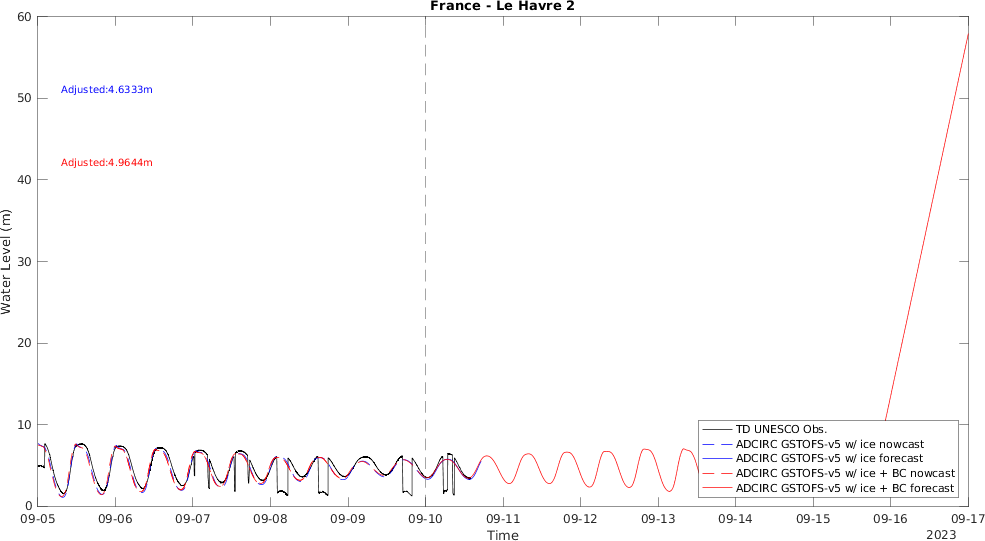 France - Le Havre 2
60
50
40
30
20
10
0
Water Level (m)
Adjusted:4.6333m
Adjusted:4.9644m
TD UNESCO Obs.
ADCIRC GSTOFS-v5 w/ ice nowcast
ADCIRC GSTOFS-v5 w/ ice forecast
ADCIRC GSTOFS-v5 w/ ice + BC nowcast
ADCIRC GSTOFS-v5 w/ ice + BC forecast
09-05 09-06 09-07 09-08 09-09 09-10 09-11 09-12 09-13 09-14 09-15 09-16 09-17
Time
2023